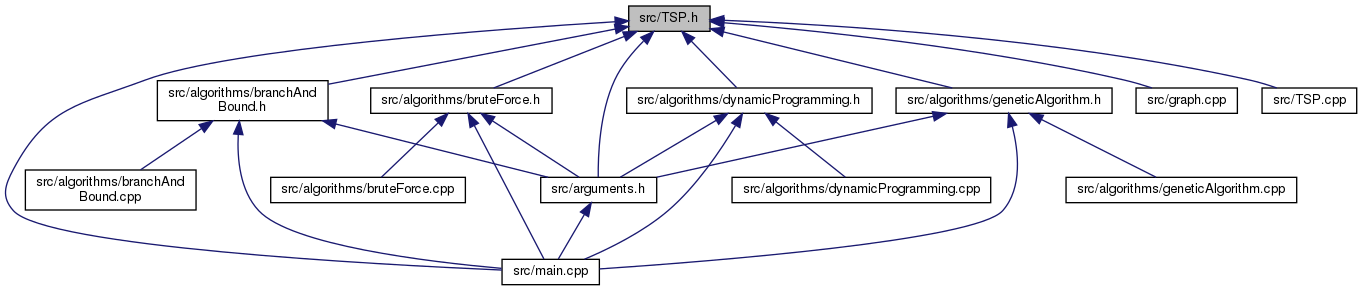 src/TSP.h
src/algorithms/branchAnd
Bound.h
src/algorithms/bruteForce.h
src/algorithms/dynamicProgramming.h
src/algorithms/geneticAlgorithm.h
src/graph.cpp
src/TSP.cpp
src/algorithms/branchAnd
Bound.cpp
src/algorithms/bruteForce.cpp
src/arguments.h
src/algorithms/dynamicProgramming.cpp
src/algorithms/geneticAlgorithm.cpp
src/main.cpp